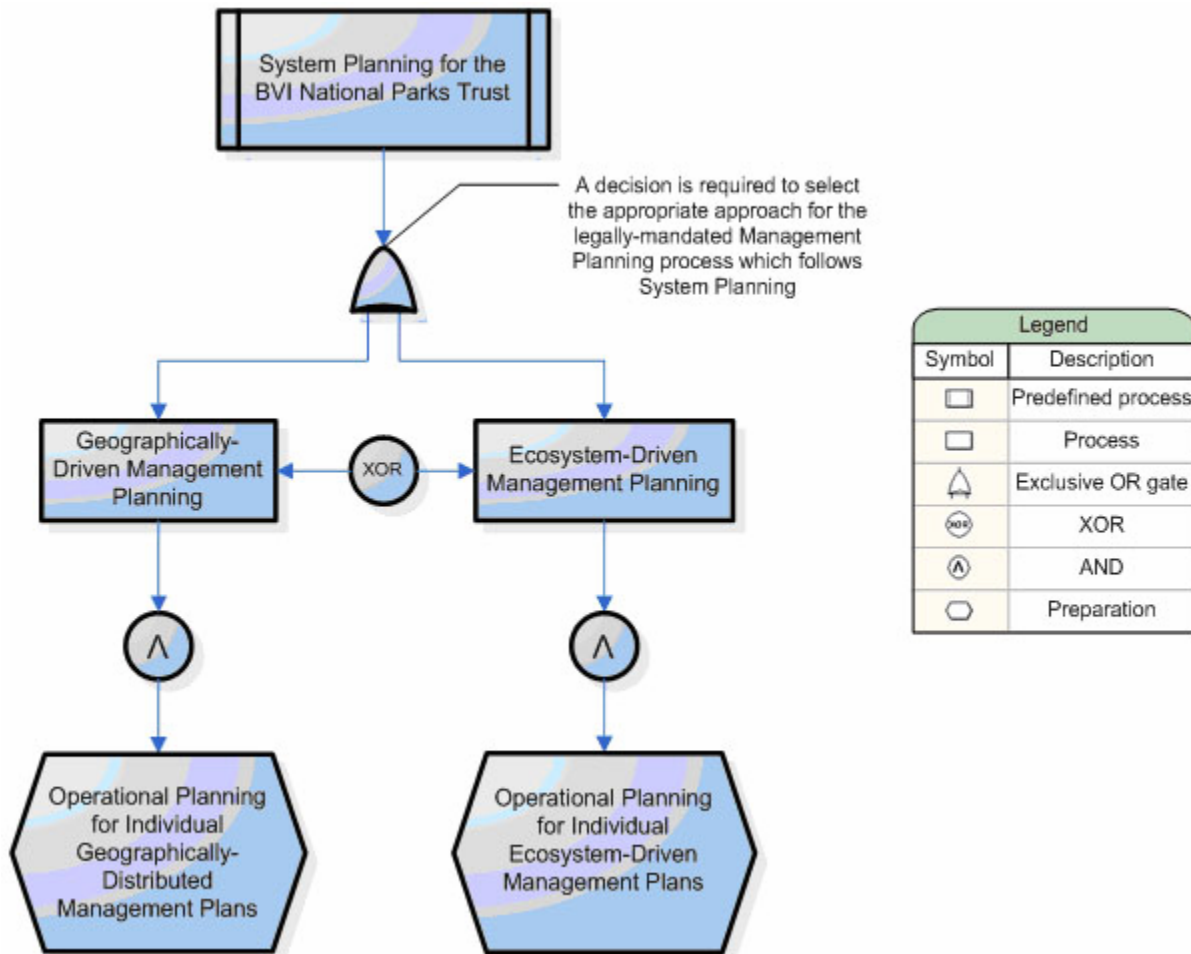 System Planning for the
BVI National Parks Trust
A decision is required to select
the appropriate approach for the
legally-mandated Management
Planning process which follows
System Planning
Geographically-
Driven Management
Planning
XOR
Ecosystem-Driven
Management Planning
Λ
Λ
Operational Planning
for Individual
Geographically-
Distributed
Management Plans
Operational Planning
for Individual
Ecosystem-Driven
Management Plans
Legend
Symbol Description
Predefined process
Process
Exclusive OR gate
XOR XOR
Λ AND
Preparation